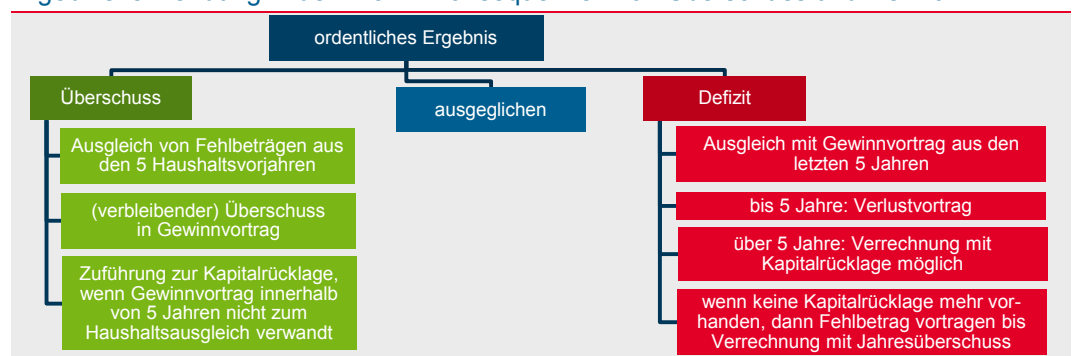 ordentliches Ergebnis
Überschuss
ausgeglichen
Defizit
Ausgleich von Fehlbeträgen aus
den 5 Haushaltsvorjahren
(verbleibender) Überschuss
in Gewinnvortrag
Zuführung zur Kapitalrücklage,
wenn Gewinnvortrag innerhalb
von 5 Jahren nicht zum
Haushaltsausgleich verwandt
Ausgleich mit Gewinnvortrag aus den
letzten 5 Jahren
bis 5 Jahre: Verlustvortrag
über 5 Jahre: Verrechnung mit
Kapitalrücklage möglich
wenn keine Kapitalrücklage mehr vor-
handen, dann Fehlbetrag vortragen bis
Verrechnung mit Jahresüberschuss